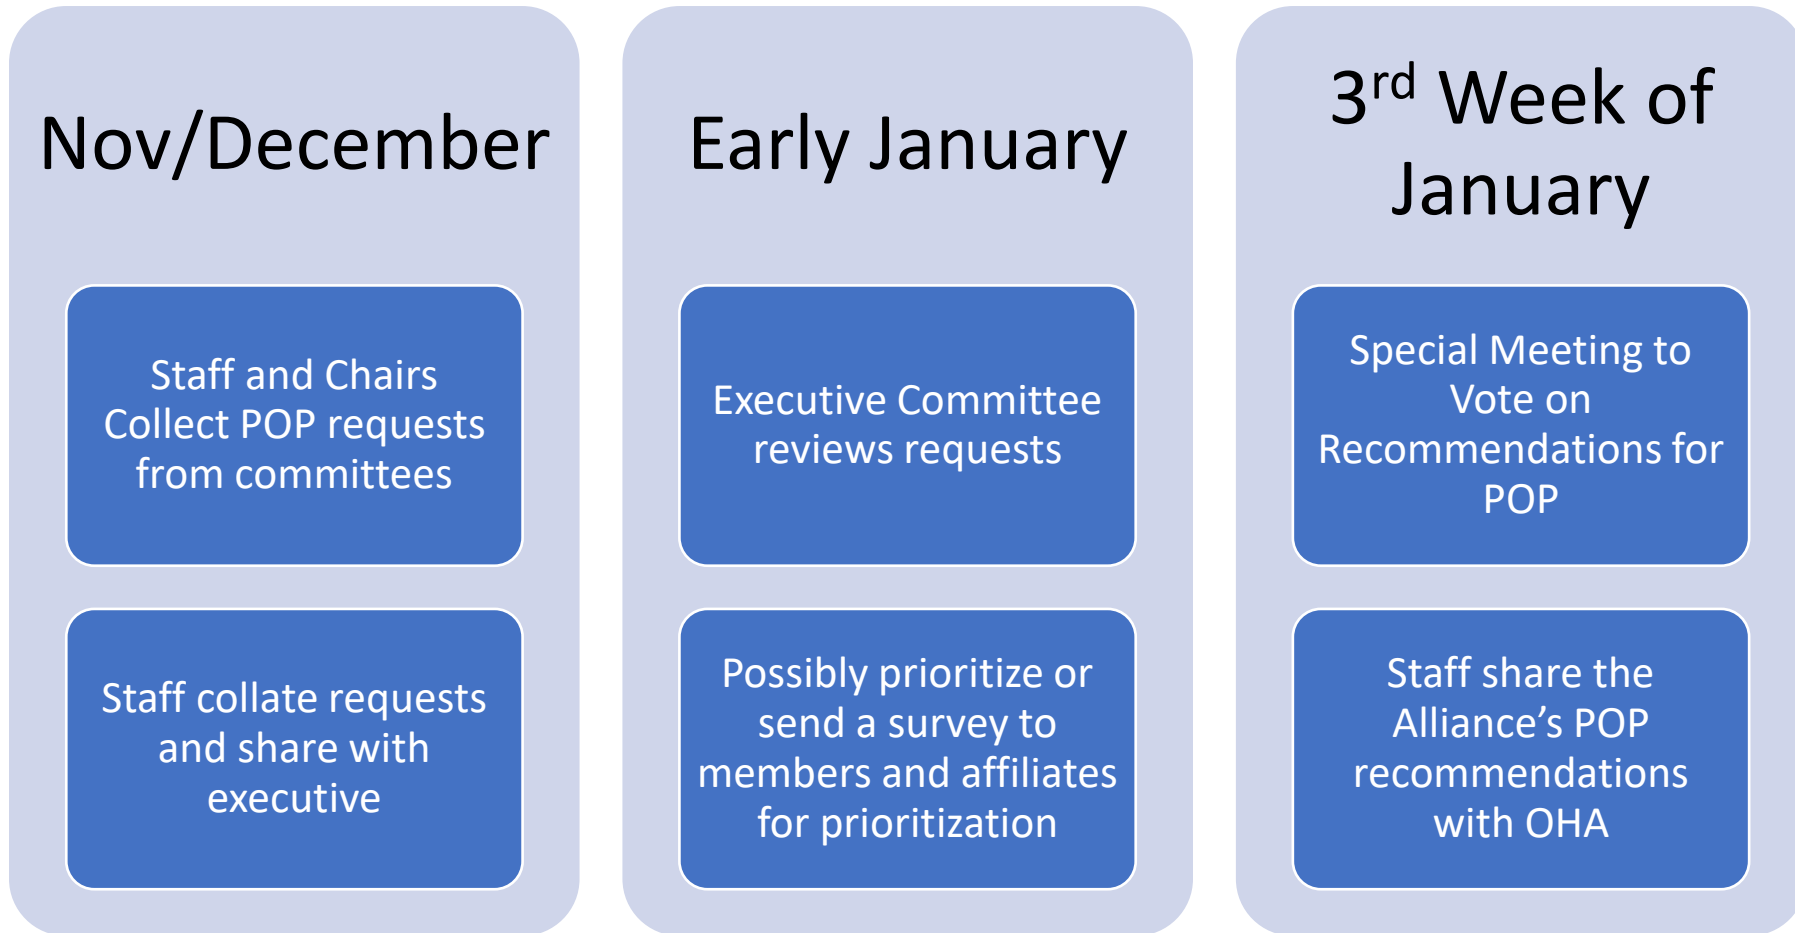 Nov/December
Staff and Chairs
Collect POP requests
from committees
Staff collate requests
and share with
executive
Early January
Executive Committee
reviews requests
Possibly prioritize or
send a survey to
members and affiliates
for prioritization
3rd Week of
January
Special Meeting to
Vote on
Recommendations for
POP
Staff share the
Alliance’s POP
recommendations
with OHA